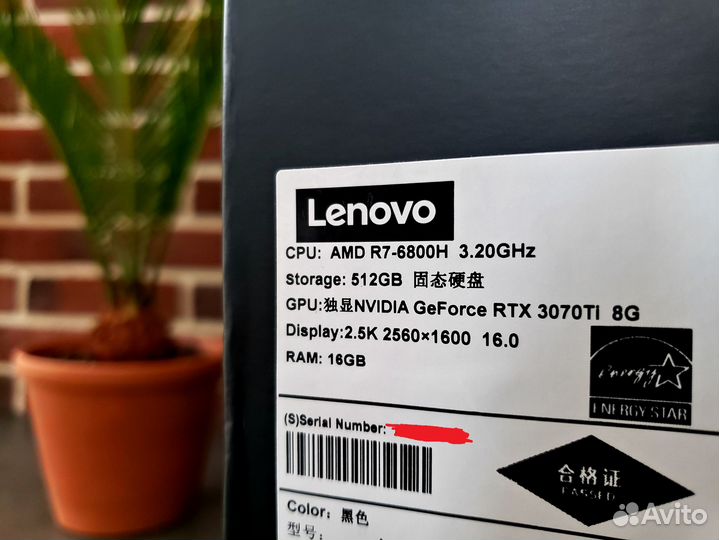 Lenovo
CPU: AMD R7-6800H 3.20GHz
Storage: 512GB 固态硬盘
GPU:独显NVIDIA GeForce RTX 3070Ti 8G
Display:2.5K 2560×1600 16.0
RAM: 16GB
energy
ENERGY STAR
(S)Serial Number:
合格证
PASSED
Color: 黑色
型号:
Avito